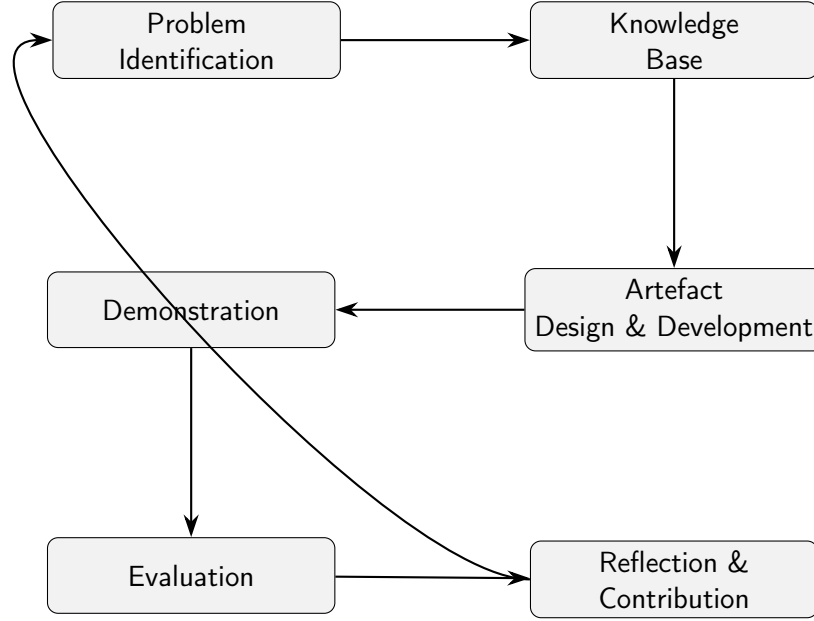 Problem
Identification
Knowledge
Base
Artefact
Design & Development
Demonstration
Evaluation
Reflection &
Contribution